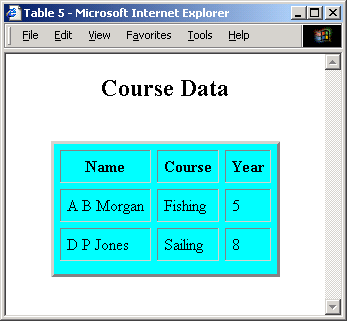 Table 5 - Microsoft Internet Explorer
File Edit View Favorites Tools Help
Course Data
Name Course Year
A B Morgan Fishing 5
D P Jones Sailing 8